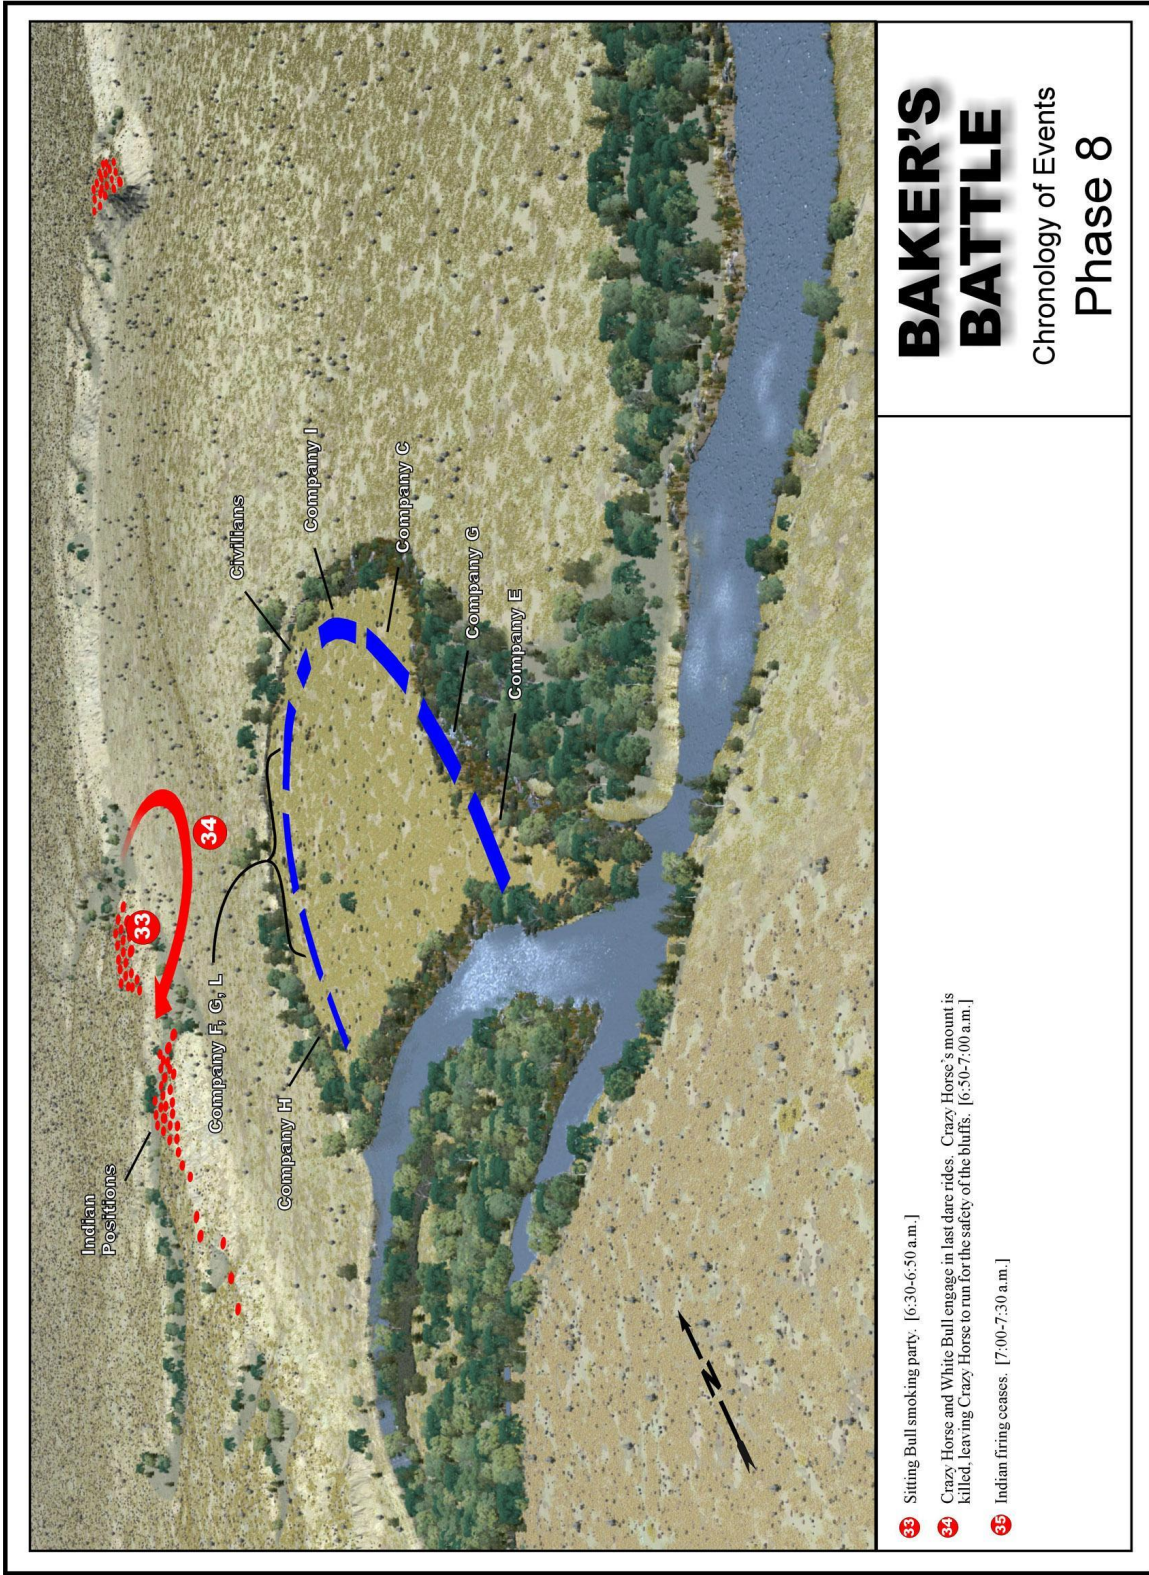 Indian
Positions
33
34
Company F, G, L
Company H
Civilians
Company I
Company C
Company G
Company E
N
33 Sitting Bull smoking party. [6:30-6:50 a.m.]
34 Crazy Horse and White Bull engage in last dare rides. Crazy Horse's mount is
killed, leaving Crazy Horse to run for the safety of the bluffs. [6:50-7:00 a.m.]
35 Indian firing ceases. [7:00-7:30 a.m.]
BAKER'S
BATTLE
Chronology of Events
Phase 8